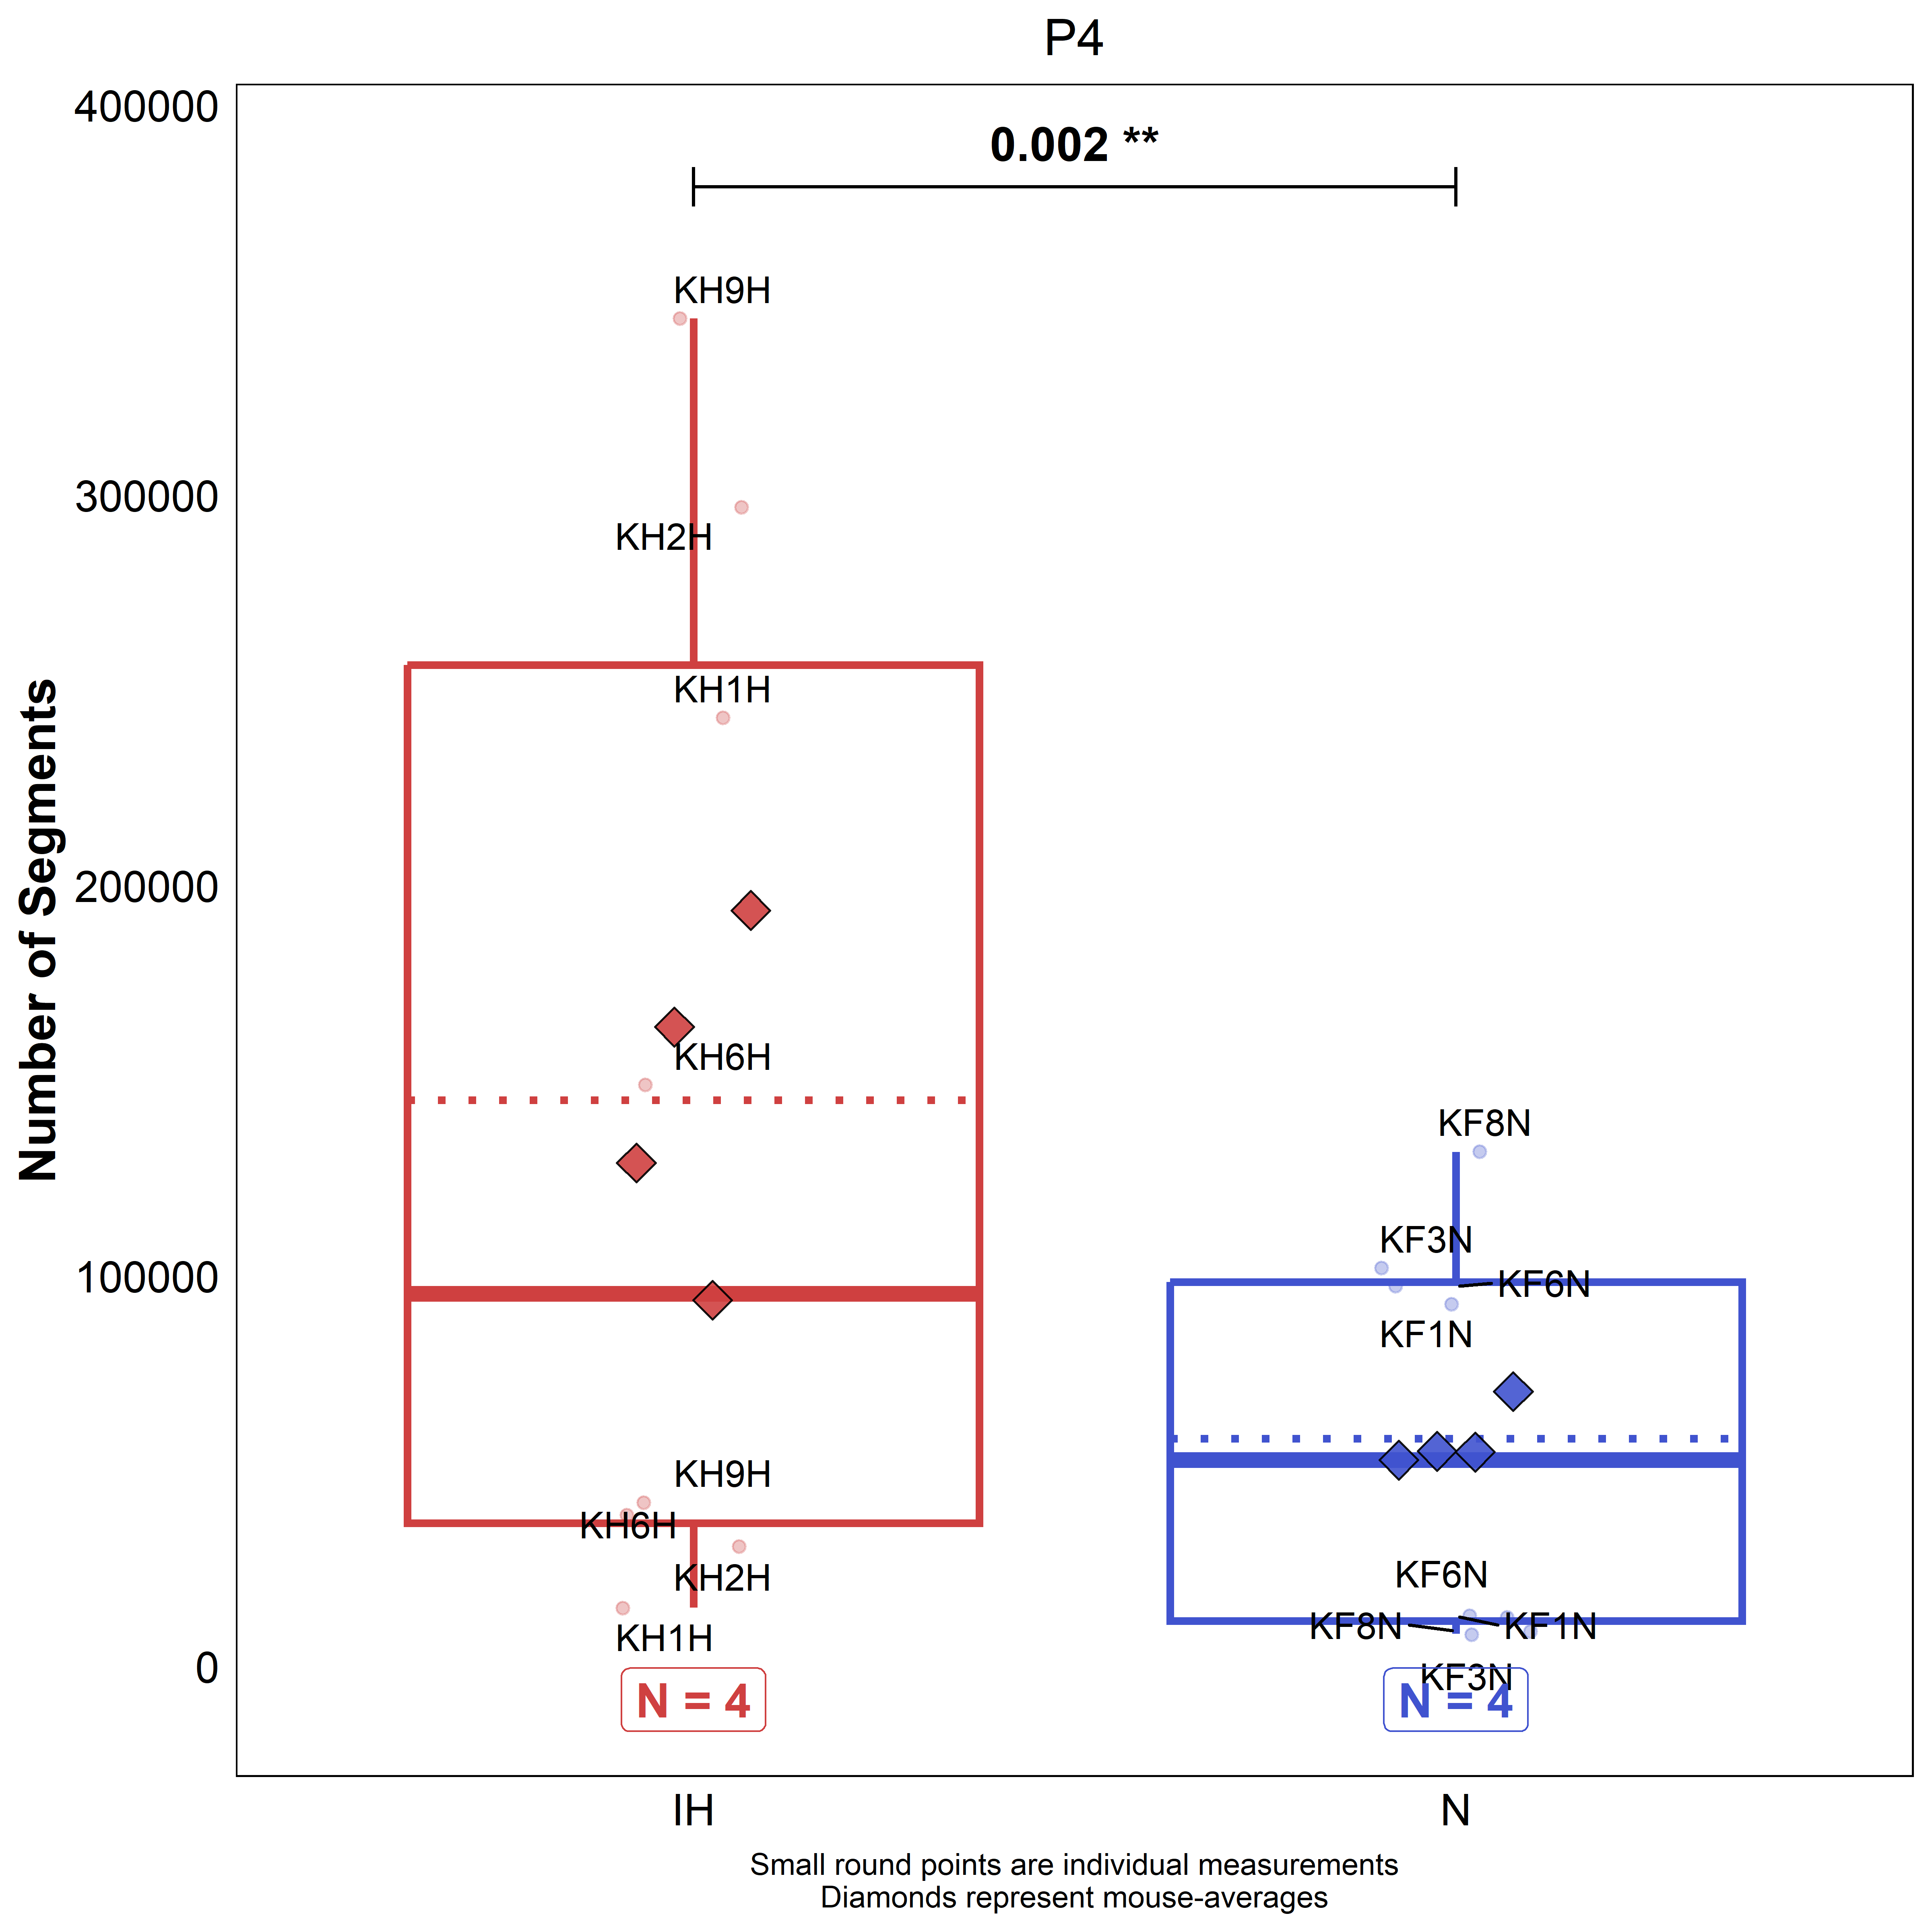 P4
400000
0.002 **
KH9H
300000
KH2H
KH1H
200000
KH6H
KF8N
KF3N
100000
KF6N
KF1N
KH9H
KH6H
KF6N
KH2H
KF8N
KF1N
KH1H
0
KF3N
N = 4
N = 4
Number of Segments
IH
N
Small round points are individual measurements
Diamonds represent mouse-averages